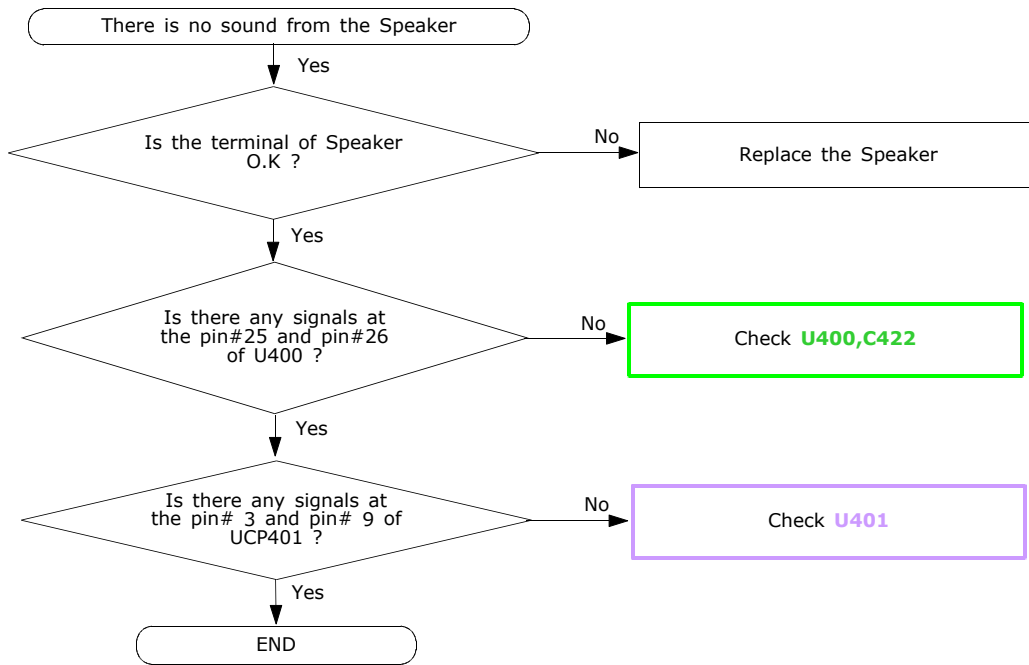 There is no sound from the Speaker
Yes
Is the terminal of Speaker
O.K ?
No
Replace the Speaker
Yes
Is there any signals at
the pin#25 and pin#26
of U400 ?
No
Check U400,C422
Yes
Is there any signals at
the pin# 3 and pin# 9 of
UCP401 ?
No
Check U401
Yes
END